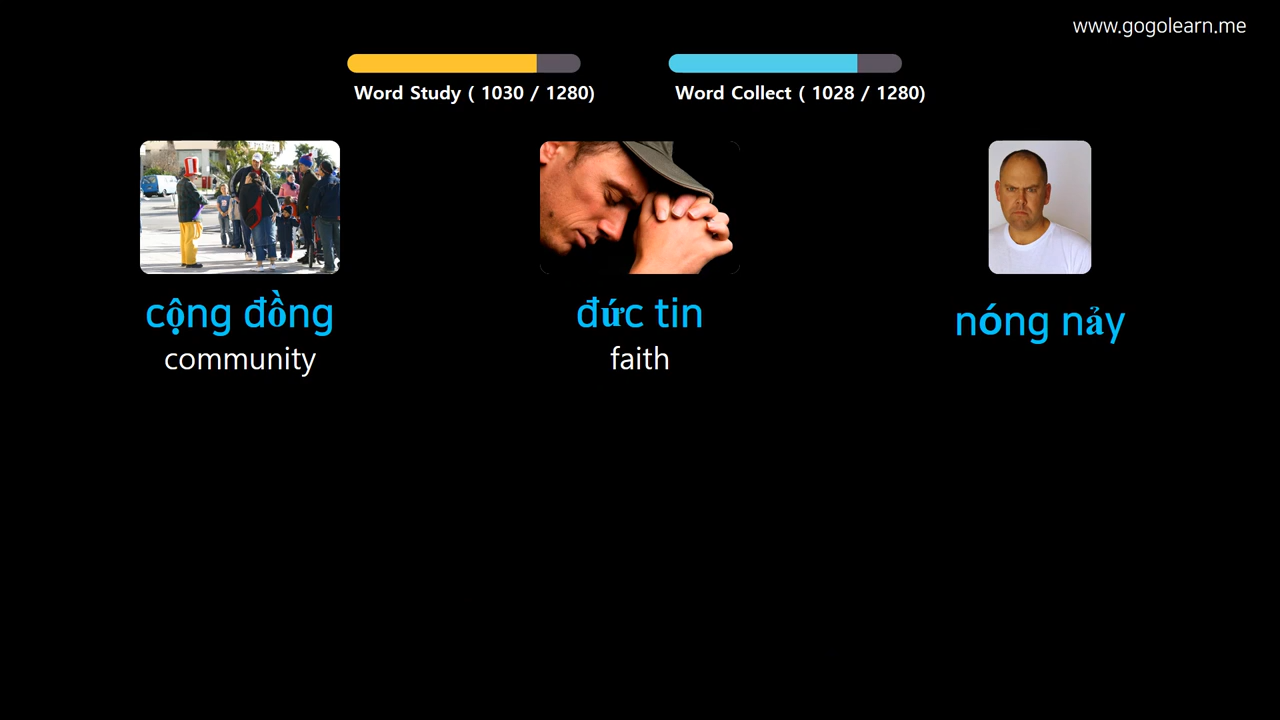 www.gogolearn.me
Word Study ( 1030 / 1280)
Word Collect ( 1028 / 1280)
cộng đồng
community
đức tin
faith
nóng nảy